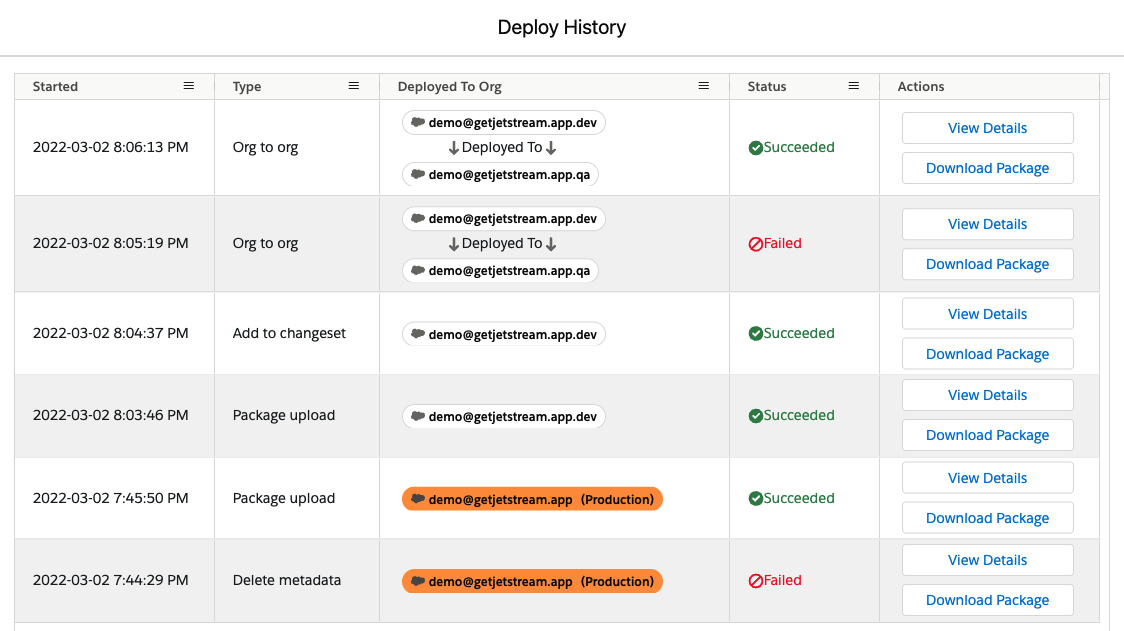 Deploy History
Started Type Deployed To Org Status Actions
demo@getjetstream.app.dev
View Details
2022-03-02 8:06:13 PM Org to org Deployed To Succeeded
Download Package
demo@getjetstream.app.qa
demo@getjetstream.app.dev
View Details
2022-03-02 8:05:19 PM Org to org Deployed To Failed
Download Package
demo@getjetstream.app.qa
View Details
2022-03-02 8:04:37 PM Add to changeset demo@getjetstream.app.dev Succeeded
Download Package
View Details
2022-03-02 8:03:46 PM Package upload demo@getjetstream.app.dev Succeeded
Download Package
View Details
2022-03-02 7:45:50 PM Package upload demo@getjetstream.app (Production) Succeeded
Download Package
View Details
2022-03-02 7:44:29 PM Delete metadata demo@getjetstream.app (Production) Failed
Download Package